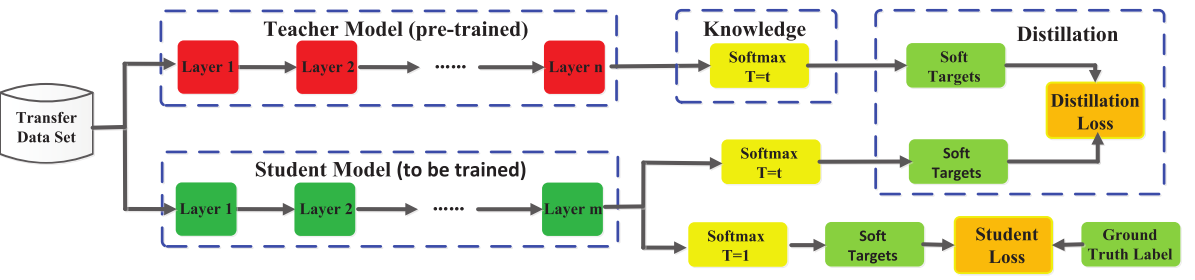 Teacher Model (pre-trained)
Knowledge
Distillation
Layer 1
Layer 2
......
Layer n
Softmax
T=t
Soft
Targets
Transfer
Data Set
Distillation
Loss
Student Model (to be trained)
Softmax
T=t
Soft
Targets
Layer 1
Layer 2
......
Layer m
Softmax
T=1
Soft
Targets
Student
Loss
Ground
Truth Label